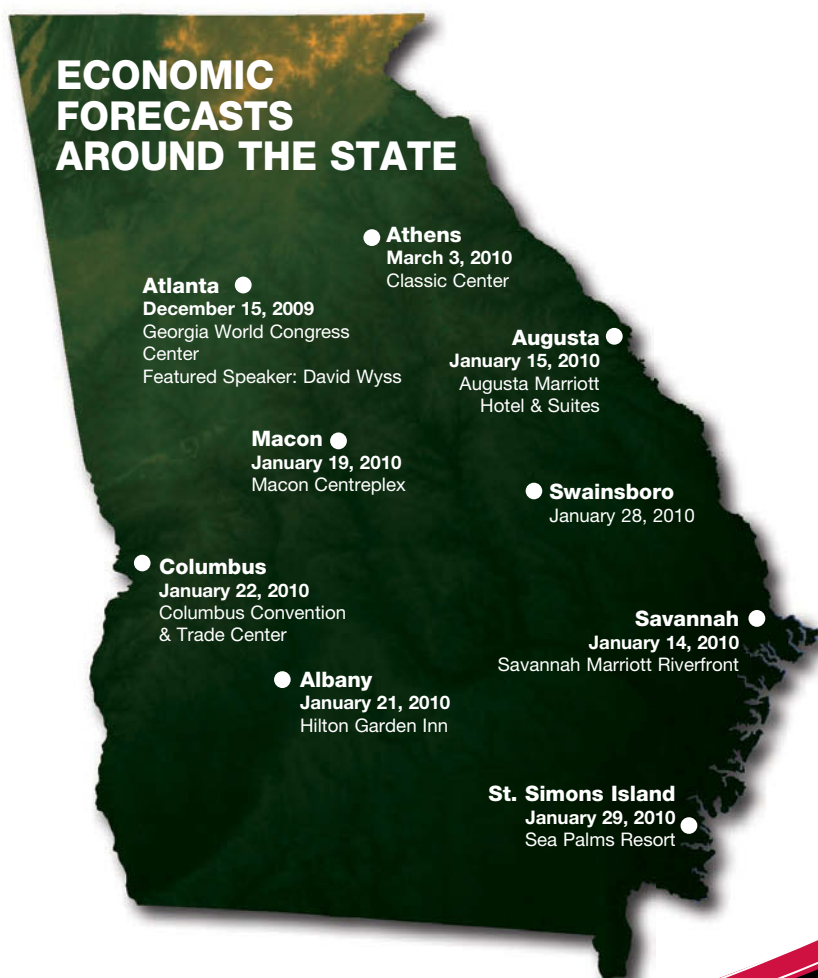 ECONOMIC
FORECASTS
AROUND THE STATE
Athens
March 3, 2010
Classic Center
Atlanta
December 15, 2009
Georgia World Congress
Center
Featured Speaker: David Wyss
Augusta
January 15, 2010
Augusta Marriott
Hotel & Suites
Macon
January 19, 2010
Macon Centreplex
Swainsboro
January 28, 2010
Columbus
January 22, 2010
Columbus Convention
& Trade Center
Savannah
January 14, 2010
Savannah Marriott Riverfront
Albany
January 21, 2010
Hilton Garden Inn
St. Simons Island
January 29, 2010
Sea Palms Resort